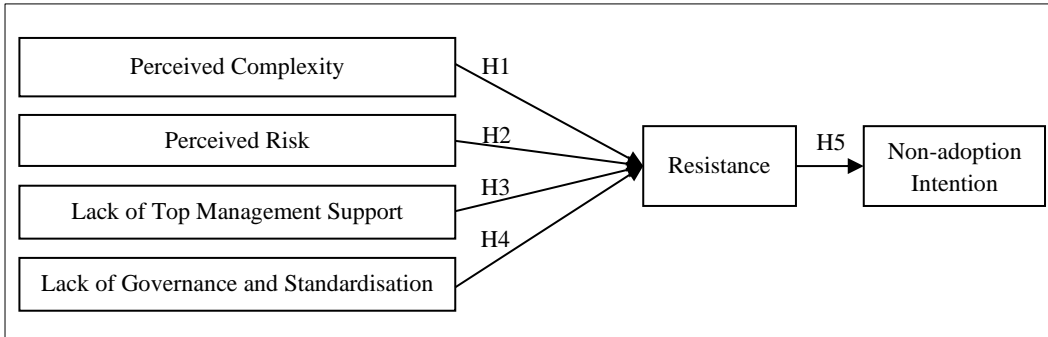 Perceived Complexity
H1
Perceived Risk
H2
Lack of Top Management Support
H3
Lack of Governance and Standardisation
H4
Resistance
H5
Non-adoption
Intention